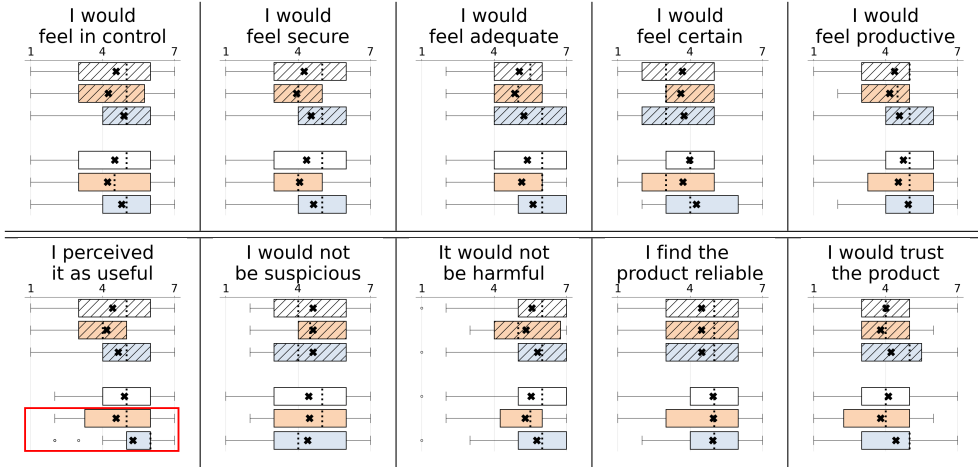 I would
feel in control
1 4 7
I would
feel secure
1 4 7
I would
feel adequate
1 4 7
I would
feel certain
1 4 7
I would
feel productive
1 4 7
I perceived
it as useful
1 4 7
I would not
be suspicious
1 4 7
It would not
be harmful
1 4 7
I find the
product reliable
1 4 7
I would trust
the product
1 4 7